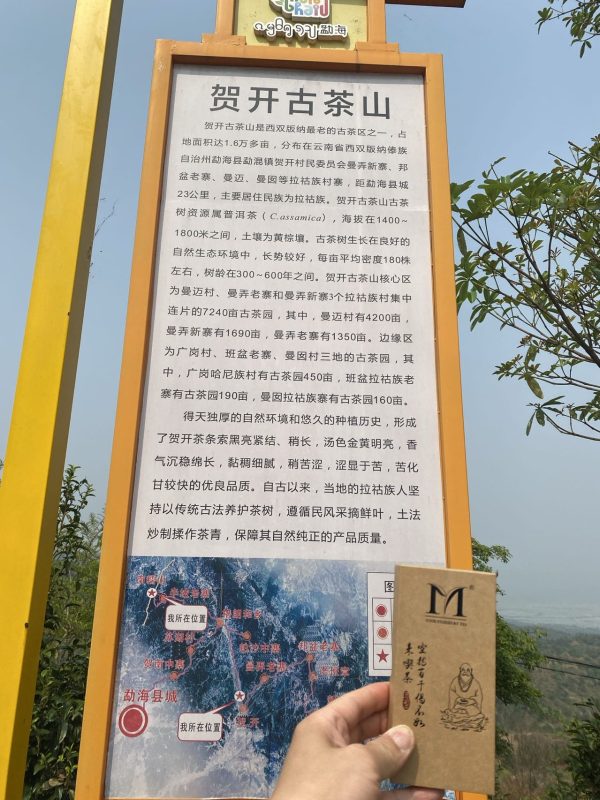 勐海
贺开古茶山
贺开古茶山是西双版纳最老的古茶区之一，占
地面积达1.6万多亩，分布在云南省西双版纳傣族
自治州勐海县勐混镇贺开村民委员会曼弄新寨、邦
盆老寨、曼迈、曼囡等拉祜族村寨，距勐海县城
23公里，主要居住民族为拉祜族。贺开古茶山古茶
树资源属普洱茶（C.assamica），海拔在1400~
1800米之间，土壤为黄棕壤。古茶树生长在良好的
自然生态环境中，长势较好，每亩平均密度180株
左右，树龄在300~600年之间。贺开古茶山核心区
为曼迈村、曼弄老寨和曼弄新寨3个拉祜族村集中
连片的7240亩古茶园，其中，曼迈村有4200亩，
曼弄新寨有1690亩，曼弄老寨有1350亩。边缘区
为广岗村、班盆老寨、曼囡村三地的古茶园，其
中，广岗哈尼族村有古茶园450亩，班盆拉祜族老
寨有古茶园190亩，曼囡拉祜族寨有古茶园160亩。
得天独厚的自然环境和悠久的种植历史，形成
了贺开茶条索黑亮紧结、稍长，汤色金黄明亮，香
气沉稳绵长，黏稠细腻，稍苦涩，涩显于苦，苦化
甘较快的优良品质。自古以来，当地的拉祜族人坚
持以传统古法养护茶树，遵循民风采摘鲜叶，土法
炒制揉作茶青，保障其自然纯正的产品质量。
我所在位置
曼弄老寨
勐海县城
我所在位置
M®